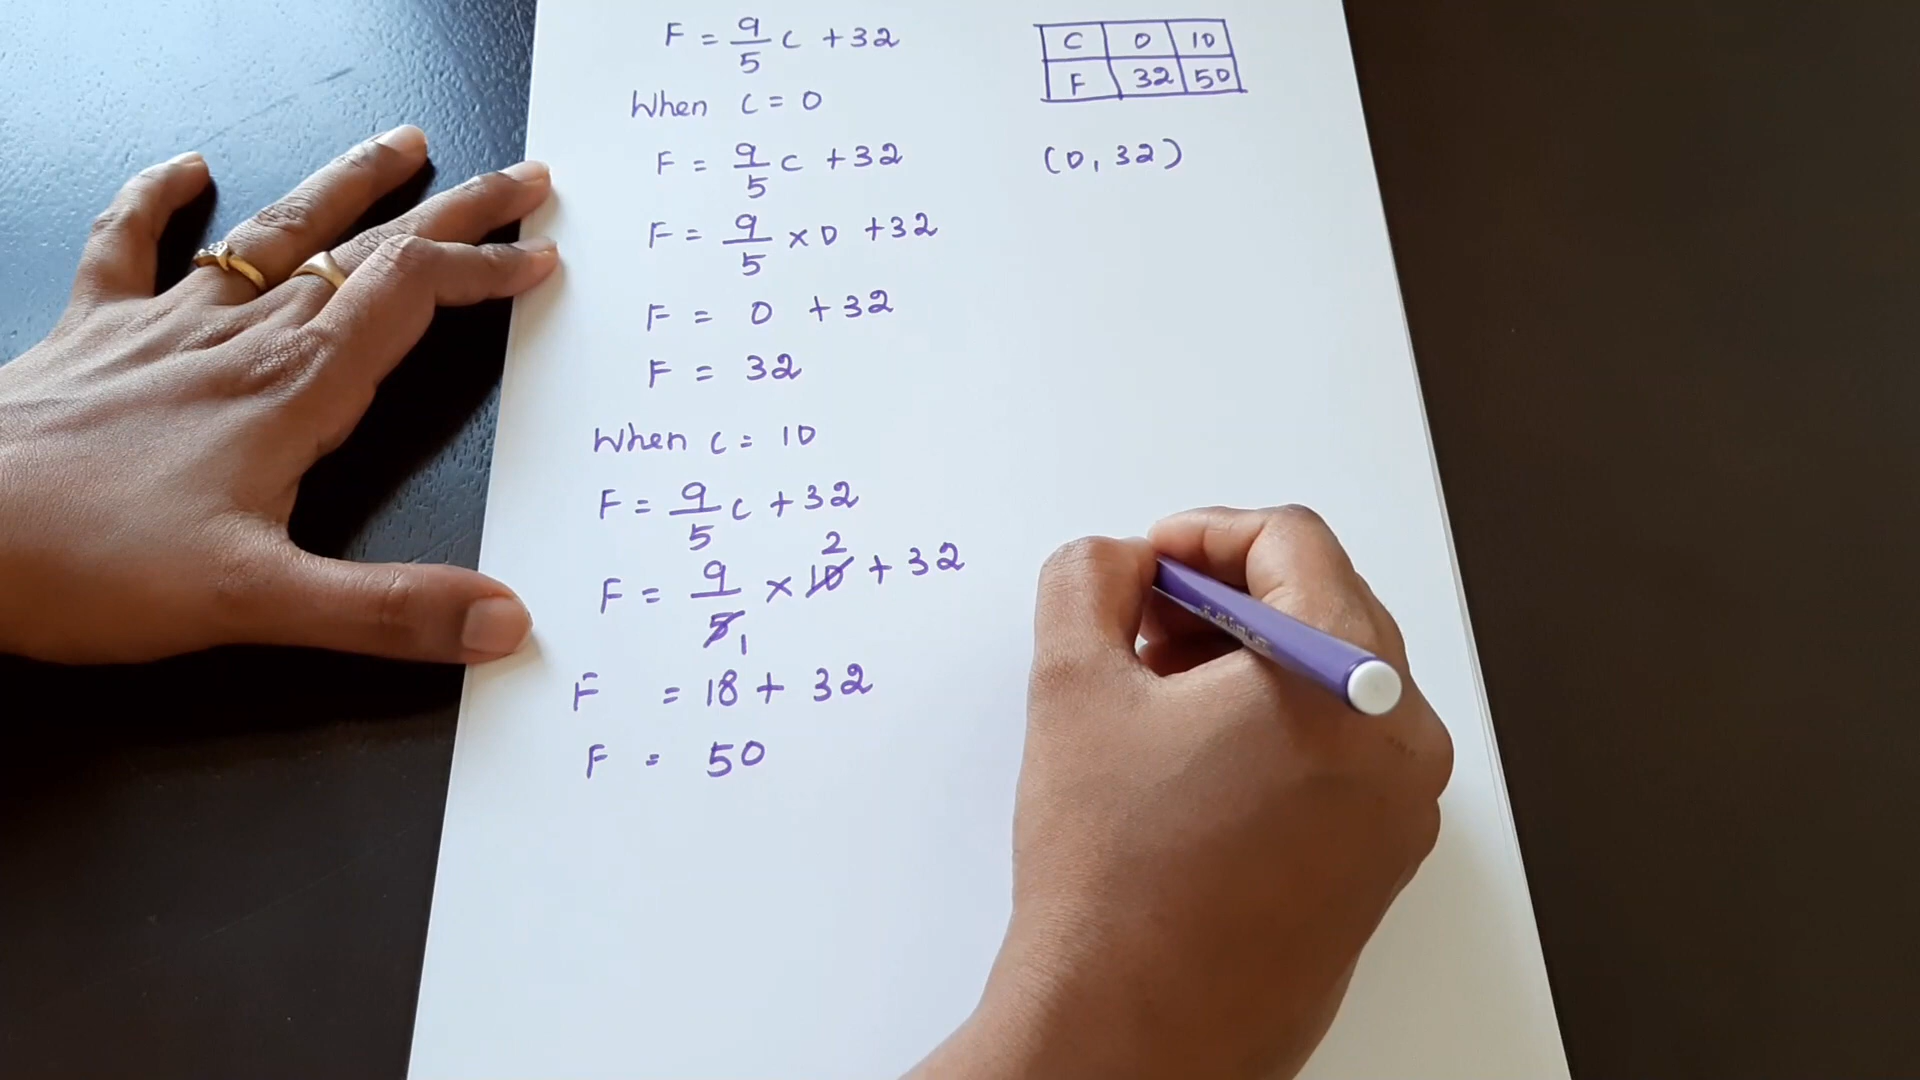 F = 9/5 C + 32
When C = 0
F = 9/5 C + 32
F = 9/5 × 0 + 32
F = 0 + 32
F = 32
When C = 10
F = 9/5 C + 32
2
F = 9/5 × 10 + 32
1
F = 18 + 32
F = 50
C 0 10
F 32 50
(0, 32)